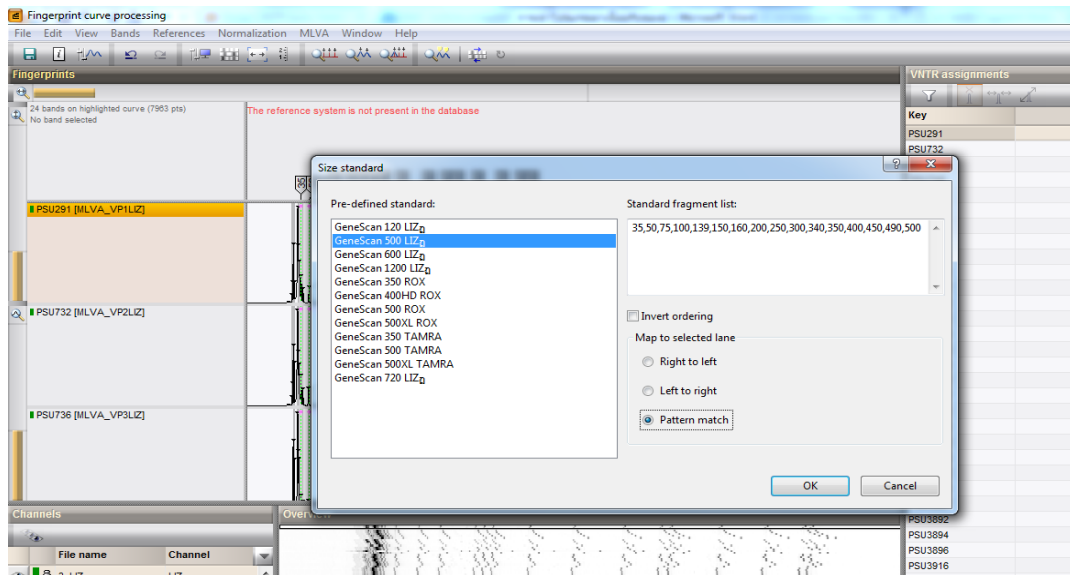 Fingerprint curve processing
File Edit View Bands References Normalization MLVA Window Help
Fingerprints
24 bands on highlighted curve (7963 pts)
No band selected
The reference system is not present in the database
VNTR assignments
Key
PSU291
PSU732
Size standard
Pre-defined standard:
GeneScan 120 LIZ
GeneScan 500 LIZ
GeneScan 600 LIZ
GeneScan 1200 LIZ
GeneScan 350 ROX
GeneScan 400HD ROX
GeneScan 500 ROX
GeneScan 500XL ROX
GeneScan 350 TAMRA
GeneScan 500 TAMRA
GeneScan 500XL TAMRA
GeneScan 720 LIZ
Standard fragment list:
35,50,75,100,139,150,160,200,250,300,340,350,400,450,490,500
Invert ordering
Map to selected lane
Right to left
Left to right
Pattern match
OK Cancel
PSU291 [MLVA_VP1LIZ]
PSU732 [MLVA_VP2LIZ]
PSU736 [MLVA_VP3LIZ]
Channels
File name Channel
PSU3892
PSU3894
PSU3896
PSU3916